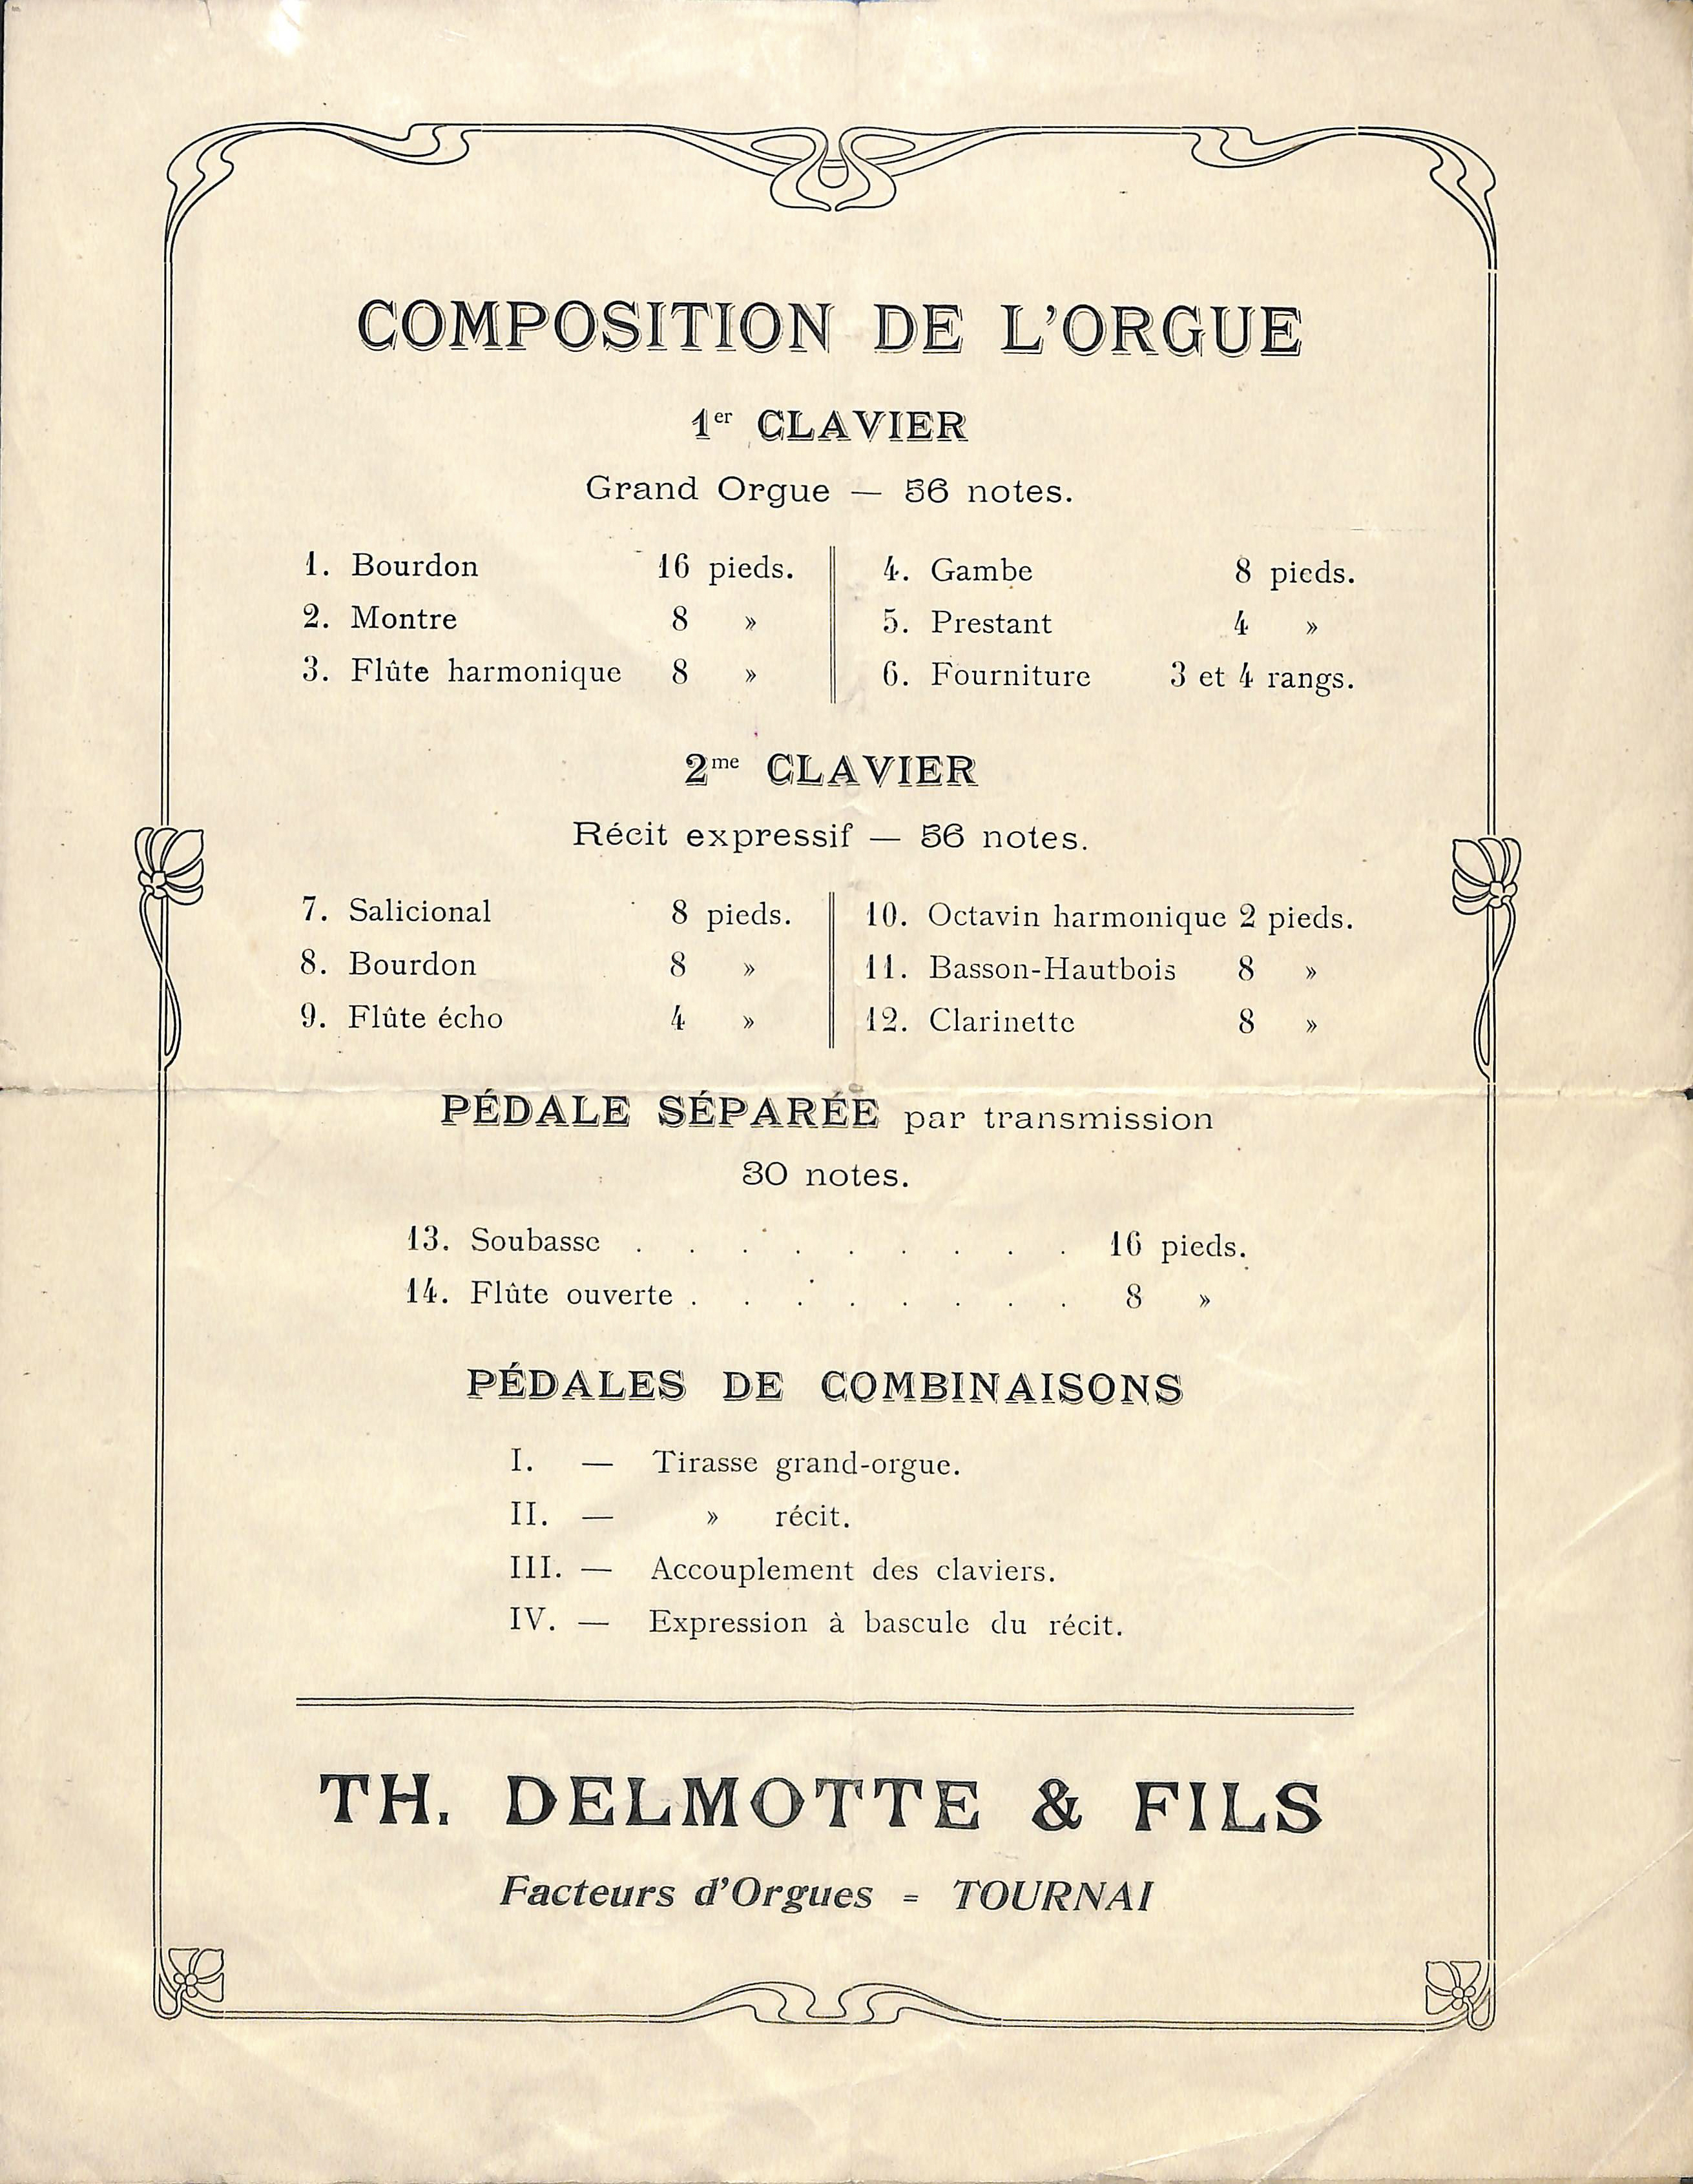 COMPOSITION DE L'ORGUE
1er CLAVIER
Grand Orgue — 56 notes.
1. Bourdon 16 pieds.
2. Montre 8 »
3. Flûte harmonique 8 »
4. Gambe 8 pieds.
5. Prestant 4 »
6. Fourniture 3 et 4 rangs.
2me CLAVIER
Récit expressif — 56 notes.
7. Salicional 8 pieds.
8. Bourdon 8 »
9. Flûte écho 4 »
10. Octavin harmonique 2 pieds.
11. Basson-Hautbois 8 »
12. Clarinette 8 »
PÉDALE SÉPARÉE par transmission
30 notes.
13. Soubasse . . . . . . . . . 16 pieds.
14. Flûte ouverte . . . . . . . . 8 »
PÉDALES DE COMBINAISONS
I. — Tirasse grand-orgue.
II. — » récit.
III. — Accouplement des claviers.
IV. — Expression à bascule du récit.
TH. DELMOTTE & FILS
Facteurs d'Orgues = TOURNAI